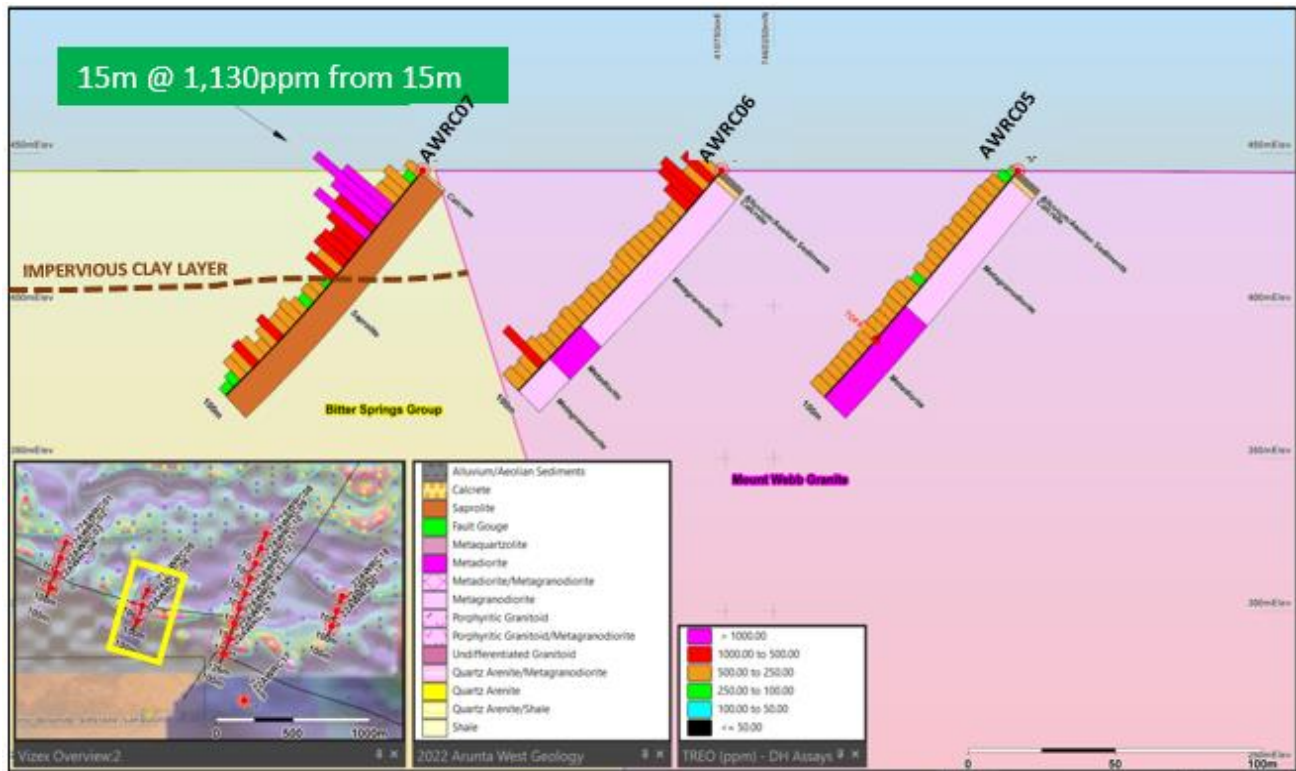 15m @ 1,130ppm from 15m
AWRC07
AWRC06
AWRC05
450mElev
450mElev
Calcrete
Alluvium/Aeolian Sediments
Calcrete
Alluvium/Aeolian Sediments
Calcrete
IMPERVIOUS CLAY LAYER
400mElev
400mElev
Saprolite
Metagranodiorite
Metagranodiorite
Metadiorite
Metagranodiorite
Metadiorite
100m
100m
100m
Bitter Springs Group
Mount Webb Granite
350mElev
350mElev
300mElev
Alluvium/Aeolian Sediments
Calcrete
Saprolite
Fault Gouge
Metaquartzolite
Metadiorite
Metadiorite/Metagranodiorite
Metagranodiorite
Porphyritic Granitoid
Porphyritic Granitoid/Metagranodiorite
Undifferentiated Granitoid
Quartz Arenite/Metagranodiorite
Quartz Arenite
Quartz Arenite/Shale
Shale
2022 Arunta West Geology
> 1000.00
1000.00 to 500.00
500.00 to 250.00
250.00 to 100.00
100.00 to 50.00
<= 50.00
TREO (ppm) - DH Assays
0 500 1000m
Vizex Overview:2
0 50 100m